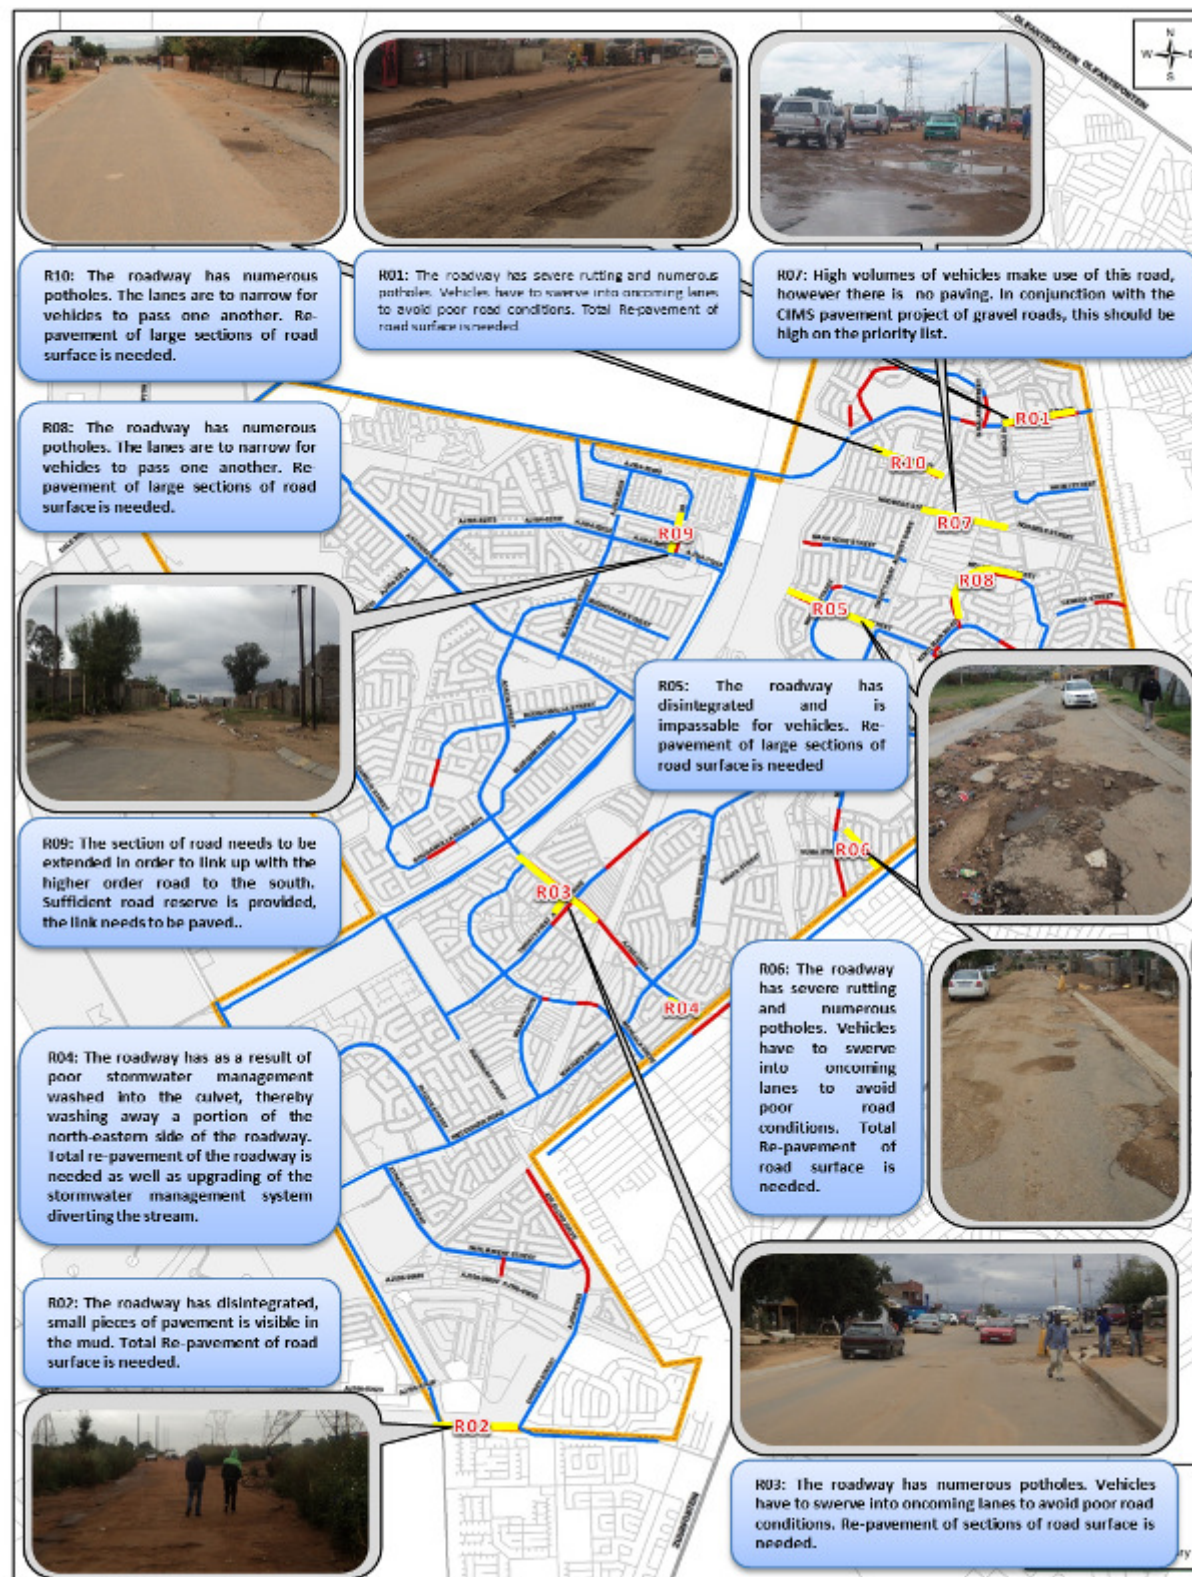 N
W
S
OLIFANTSFONTEIN OLIFANTSFONTEIN
R10: The roadway has numerous
potholes. The lanes are to narrow for
vehicles to pass one another. Re-
pavement of large sections of road
surface is needed.
R01: The roadway has severe rutting and numerous
potholes. Vehicles have to swerve into oncoming lanes
to avoid poor road conditions. Total Re-pavement of
road surface is needed
R07: High volumes of vehicles make use of this road,
however there is no paving. In conjunction with the
CIMS pavement project of gravel roads, this should be
high on the priority list.
R08: The roadway has numerous
potholes. The lanes are to narrow for
vehicles to pass one another. Re-
pavement of large sections of road
surface is needed.
R01
R10
R07
R09
R08
R05
R05: The roadway has
disintegrated and is
impassable for vehicles. Re-
pavement of large sections of
road surface is needed
R09: The section of road needs to be
extended in order to link up with the
higher order road to the south.
Sufficient road reserve is provided,
the link needs to be paved..
R06
R03
R04
R06: The roadway
has severe rutting
and numerous
potholes. Vehicles
have to swerve
into oncoming
lanes to avoid
poor road
conditions. Total
Re-pavement of
road surface is
needed.
R04: The roadway has as a result of
poor stormwater management
washed into the culvet, thereby
washing away a portion of the
north-eastern side of the roadway.
Total re-pavement of the roadway is
needed as well as upgrading of the
stormwater management system
diverting the stream.
R02: The roadway has disintegrated,
small pieces of pavement is visible in
the mud. Total Re-pavement of road
surface is needed.
R02
R03: The roadway has numerous potholes. Vehicles
have to swerve into oncoming lanes to avoid poor road
conditions. Re-pavement of sections of road surface is
needed.